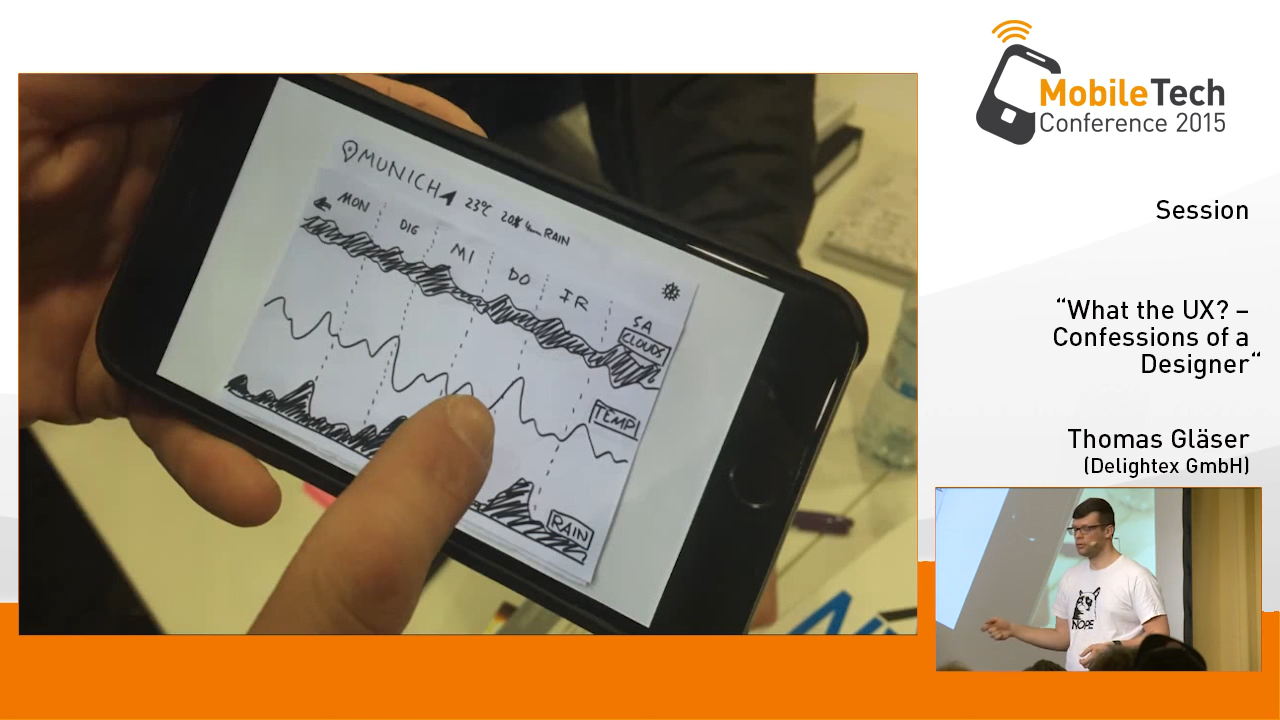 MobileTech
Conference 2015
Session
“What the UX? –
Confessions of a
Designer“
Thomas Gläser
(Delightex GmbH)
MUNICH 23°C 20% RAIN
MON DIE MI DO FR SA
CLOUDS
TEMP
RAIN
NOPE